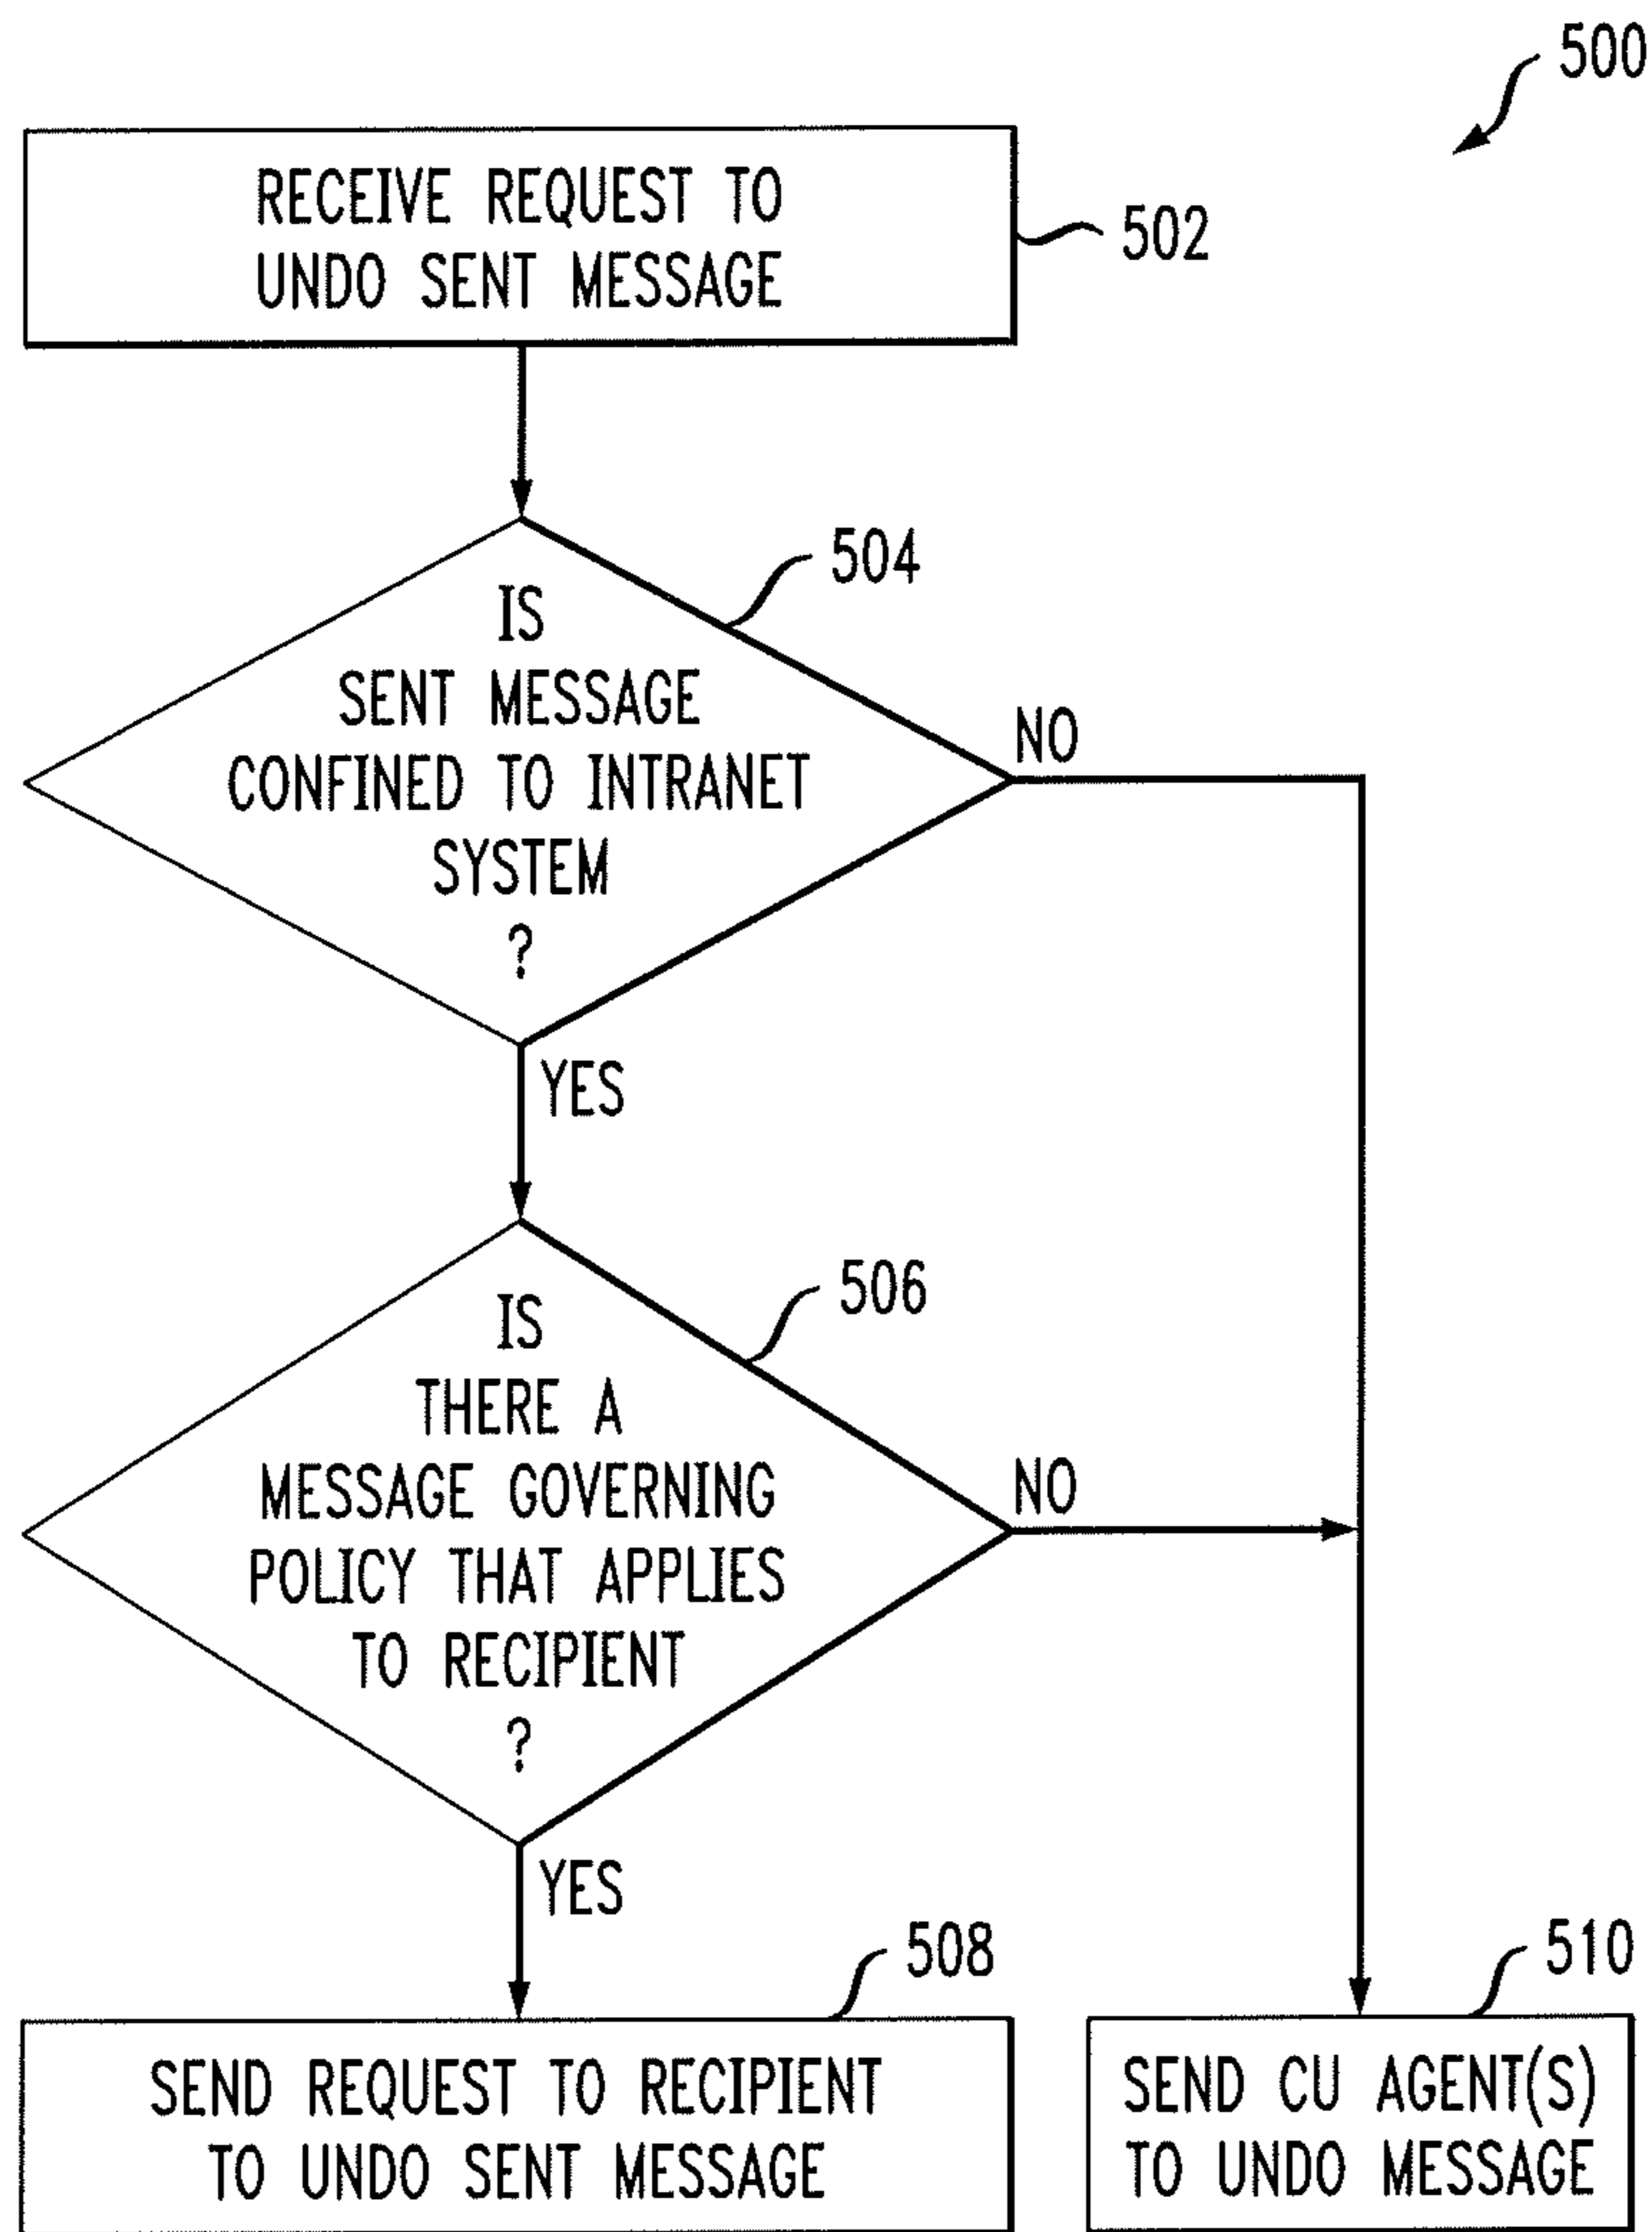 500
RECEIVE REQUEST TO
UNDO SENT MESSAGE
502
504
IS
SENT MESSAGE
CONFINED TO INTRANET
SYSTEM
?
NO
YES
506
IS
THERE A
MESSAGE GOVERNING
POLICY THAT APPLIES
TO RECIPIENT
?
NO
YES
508
SEND REQUEST TO RECIPIENT
TO UNDO SENT MESSAGE
510
SEND CU AGENT(S)
TO UNDO MESSAGE